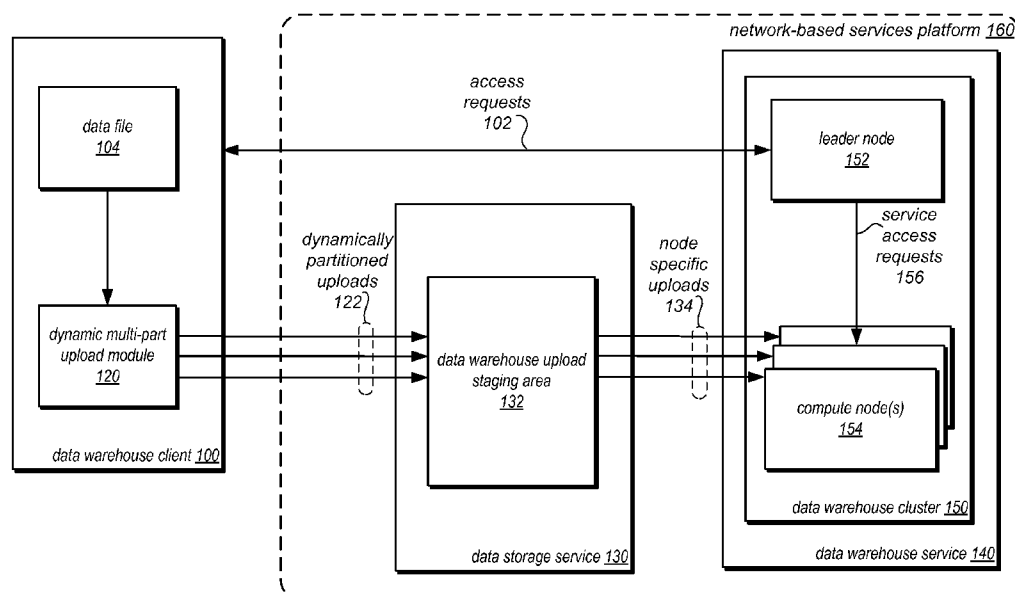 network-based services platform 160
access
requests
102
data file
104
leader node
152
service
access
requests
156
dynamically
partitioned
uploads
122
node
specific
uploads
134
dynamic multi-part
upload module
120
data warehouse upload
staging area
132
compute node(s)
154
data warehouse client 100
data warehouse cluster 150
data storage service 130
data warehouse service 140